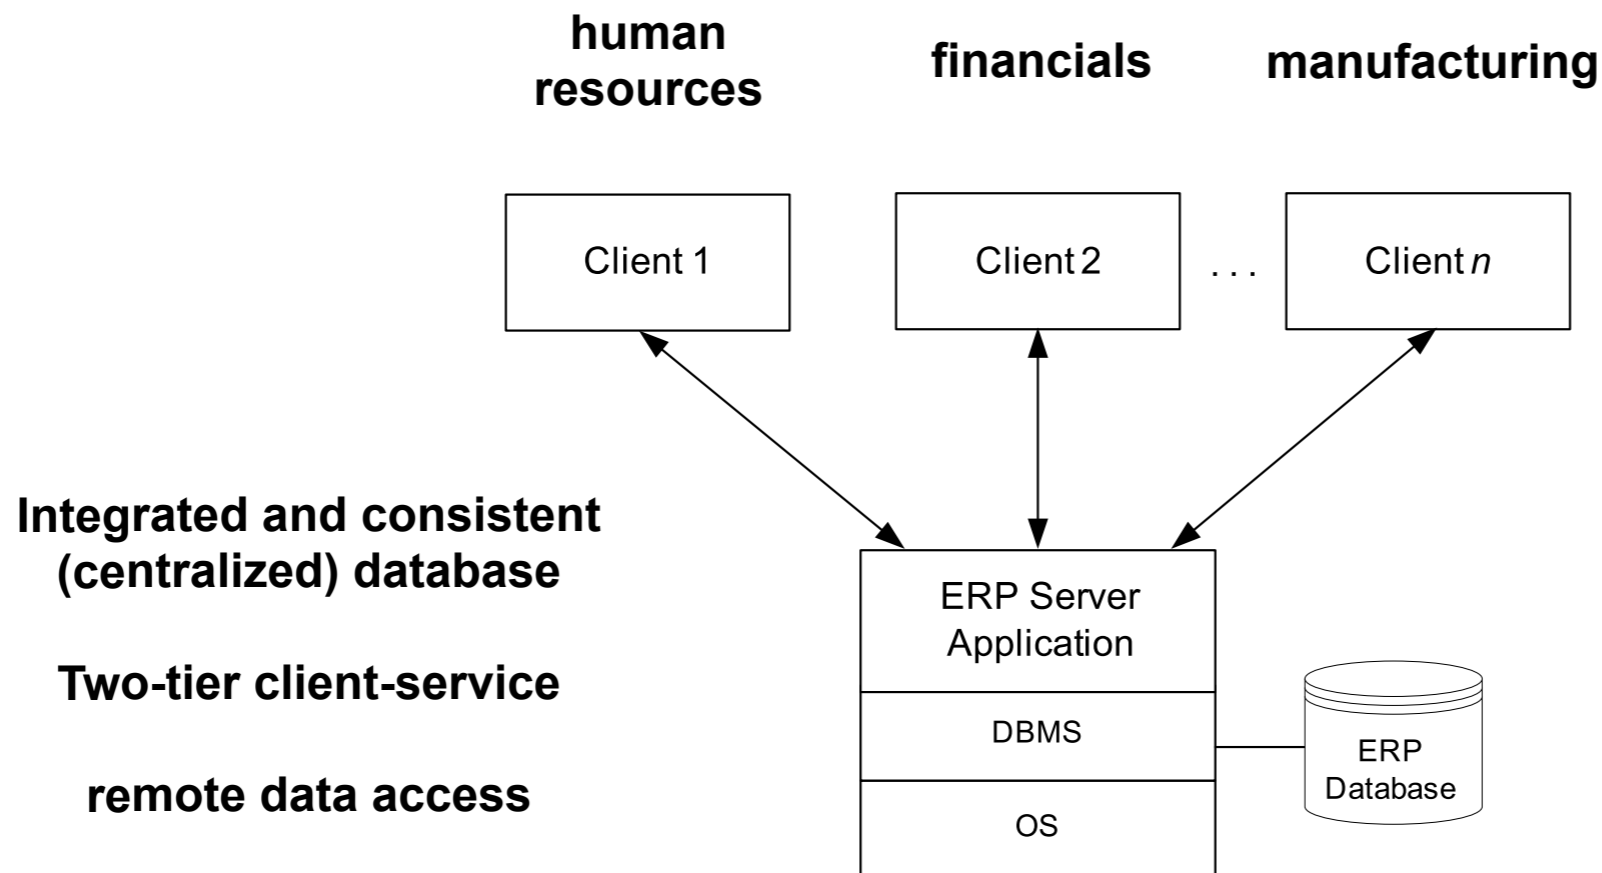 human
resources
financials
manufacturing
Client 1
Client 2
. . .
Client n
Integrated and consistent
(centralized) database
Two-tier client-service
remote data access
ERP Server
Application
DBMS
OS
ERP
Database